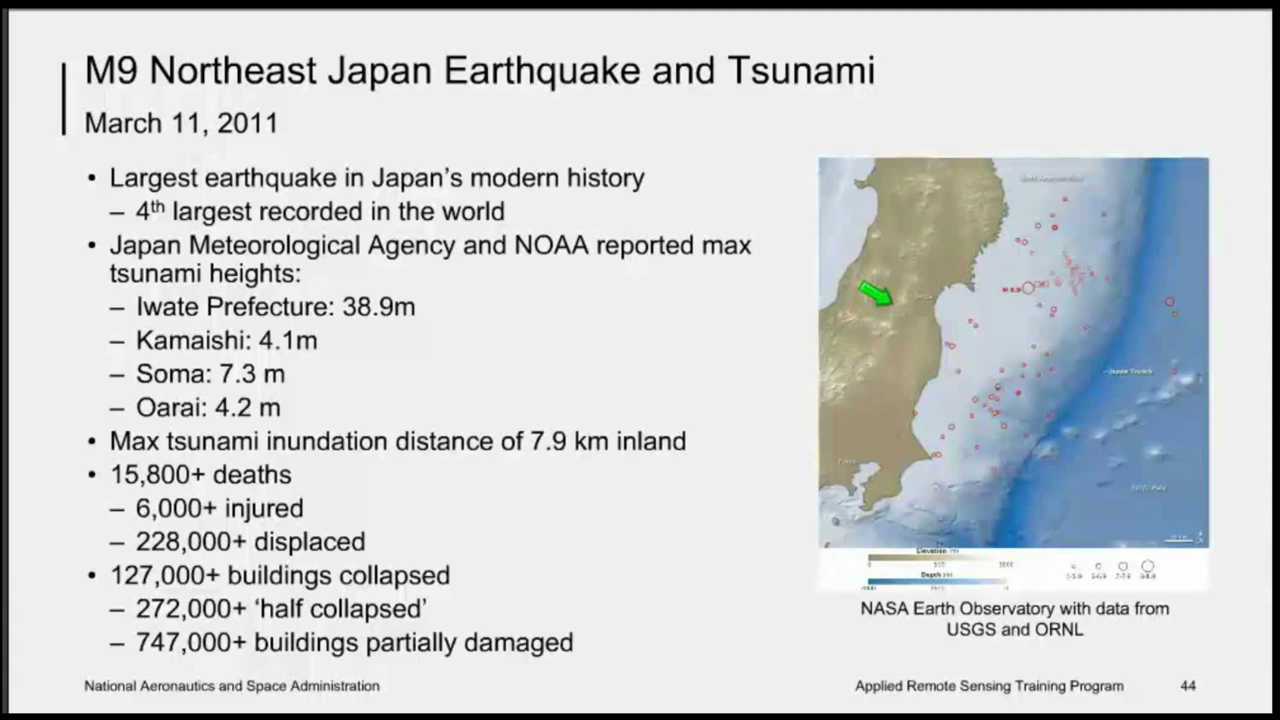 M9 Northeast Japan Earthquake and Tsunami
March 11, 2011
• Largest earthquake in Japan's modern history
– 4th largest recorded in the world
• Japan Meteorological Agency and NOAA reported max
tsunami heights:
– Iwate Prefecture: 38.9m
– Kamaishi: 4.1m
– Soma: 7.3 m
– Oarai: 4.2 m
• Max tsunami inundation distance of 7.9 km inland
• 15,800+ deaths
– 6,000+ injured
– 228,000+ displaced
• 127,000+ buildings collapsed
– 272,000+ 'half collapsed'
– 747,000+ buildings partially damaged
Japan Trench
Elevation (m)
Depth (m)
NASA Earth Observatory with data from
USGS and ORNL
National Aeronautics and Space Administration
Applied Remote Sensing Training Program
44